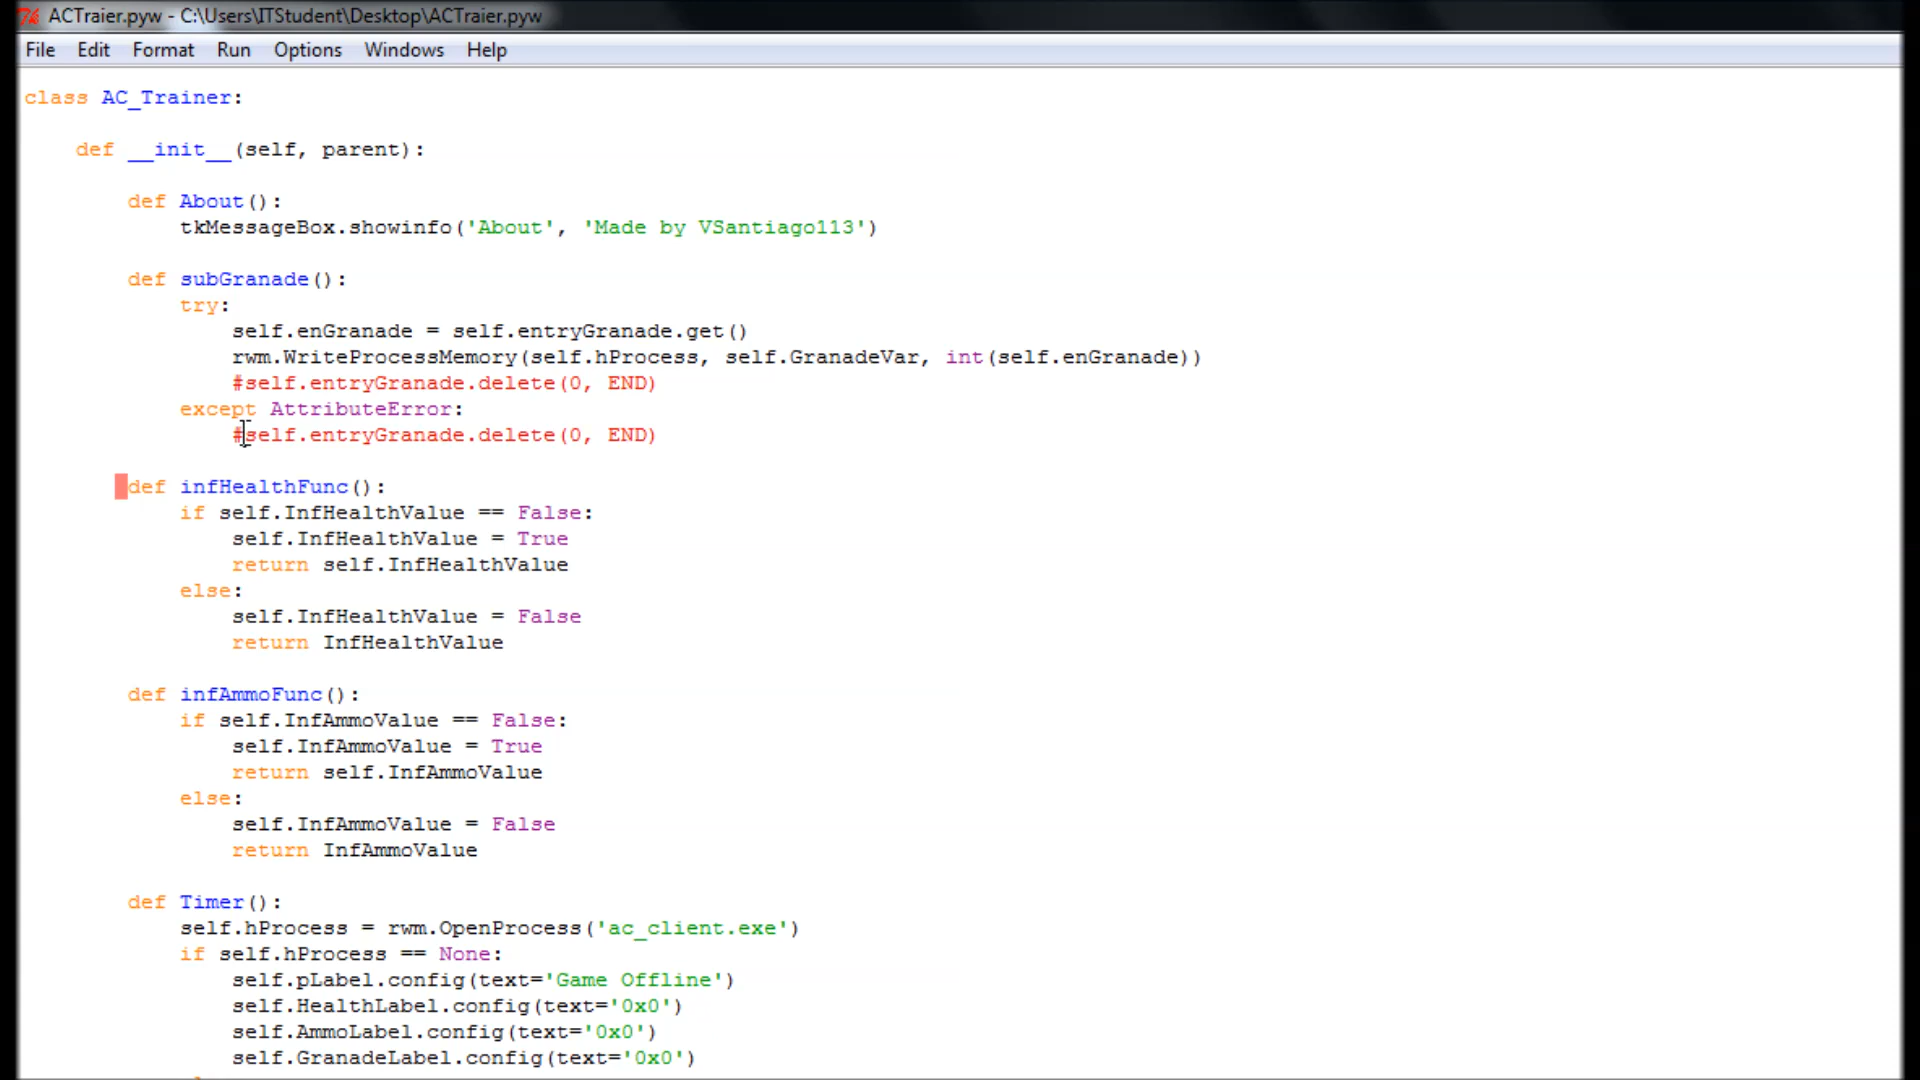 ACTraier.pyw - C:\Users\ITStudent\Desktop\ACTraier.pyw
File Edit Format Run Options Windows Help
class AC_Trainer:
    def __init__(self, parent):
        def About():
            tkMessageBox.showinfo('About', 'Made by VSantiago113')
        def subGranade():
            try:
                self.enGranade = self.entryGranade.get()
                rwm.WriteProcessMemory(self.hProcess, self.GranadeVar, int(self.enGranade))
                #self.entryGranade.delete(0, END)
            except AttributeError:
                #self.entryGranade.delete(0, END)
        def infHealthFunc():
            if self.InfHealthValue == False:
                self.InfHealthValue = True
                return self.InfHealthValue
            else:
                self.InfHealthValue = False
                return InfHealthValue
        def infAmmoFunc():
            if self.InfAmmoValue == False:
                self.InfAmmoValue = True
                return self.InfAmmoValue
            else:
                self.InfAmmoValue = False
                return InfAmmoValue
        def Timer():
            self.hProcess = rwm.OpenProcess('ac_client.exe')
            if self.hProcess == None:
                self.pLabel.config(text='Game Offline')
                self.HealthLabel.config(text='0x0')
                self.AmmoLabel.config(text='0x0')
                self.GranadeLabel.config(text='0x0')